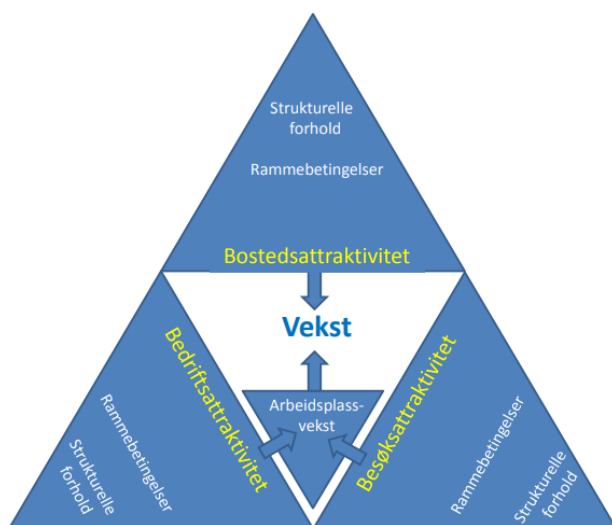 Strukturelle
forhold
Rammebetingelser
Bostedsattraktivitet
Vekst
Bedriftsattraktivitet
Arbeidsplass-
vekst
Besøksattraktivitet
Rammebetingelser
Strukturelle
forhold
Rammebetingelser
Strukturelle
forhold